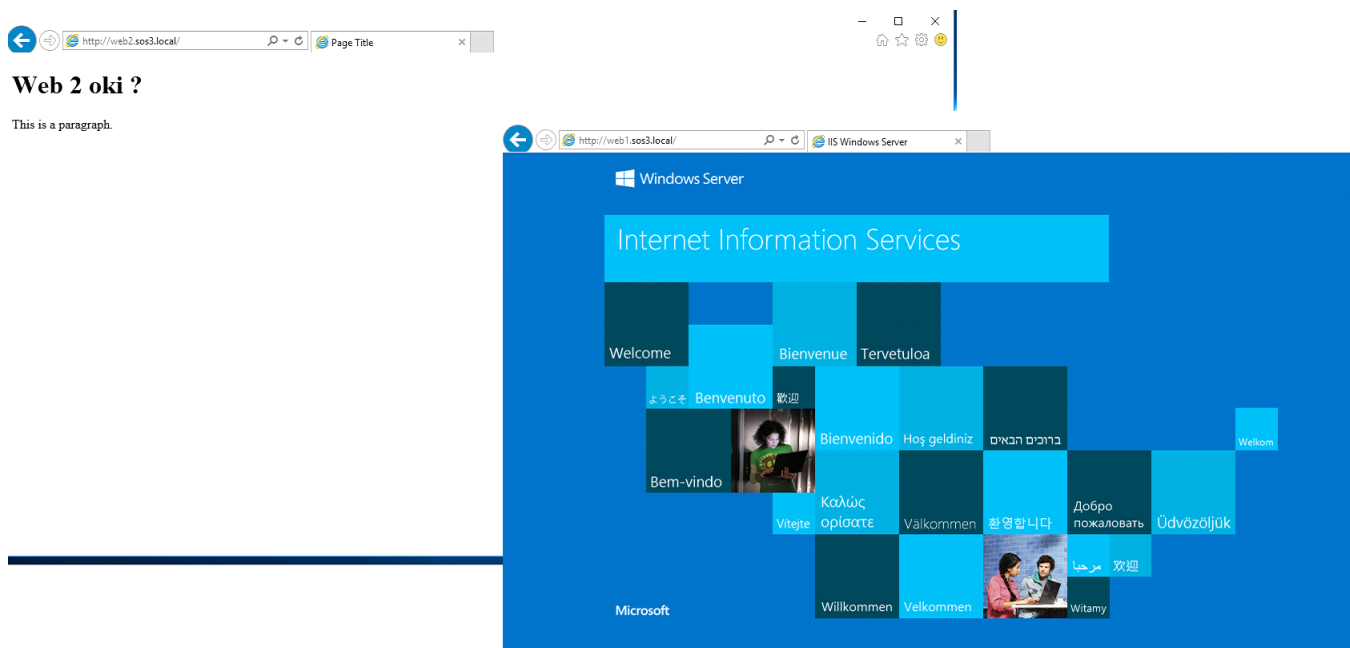 http://web2.sos3.local/
Page Title
Web 2 oki ?
This is a paragraph.
http://web1.sos3.local/
IIS Windows Server
Windows Server
Internet Information Services
Welcome
Bienvenue
Tervetuloa
ようこそ
Benvenuto
歡迎
Bienvenido
Hoş geldiniz
ברוכים הבאים
Welkom
Bem-vindo
Vítejte
Καλώς
ορίσατε
Välkommen
환영합니다
Добро
пожаловать
Üdvözöljük
مرحبا
欢迎
Willkommen
Velkommen
Witamy
Microsoft